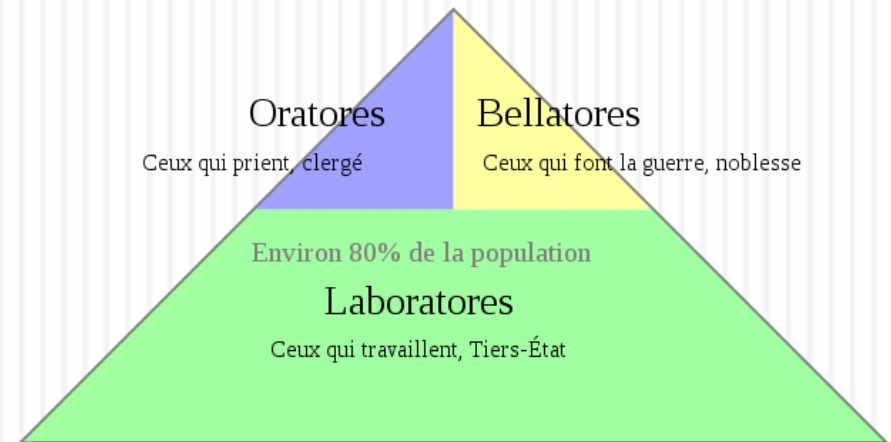 Oratores
Bellatores
Ceux qui prient, clergé
Ceux qui font la guerre, noblesse
Environ 80% de la population
Laboratores
Ceux qui travaillent, Tiers-État